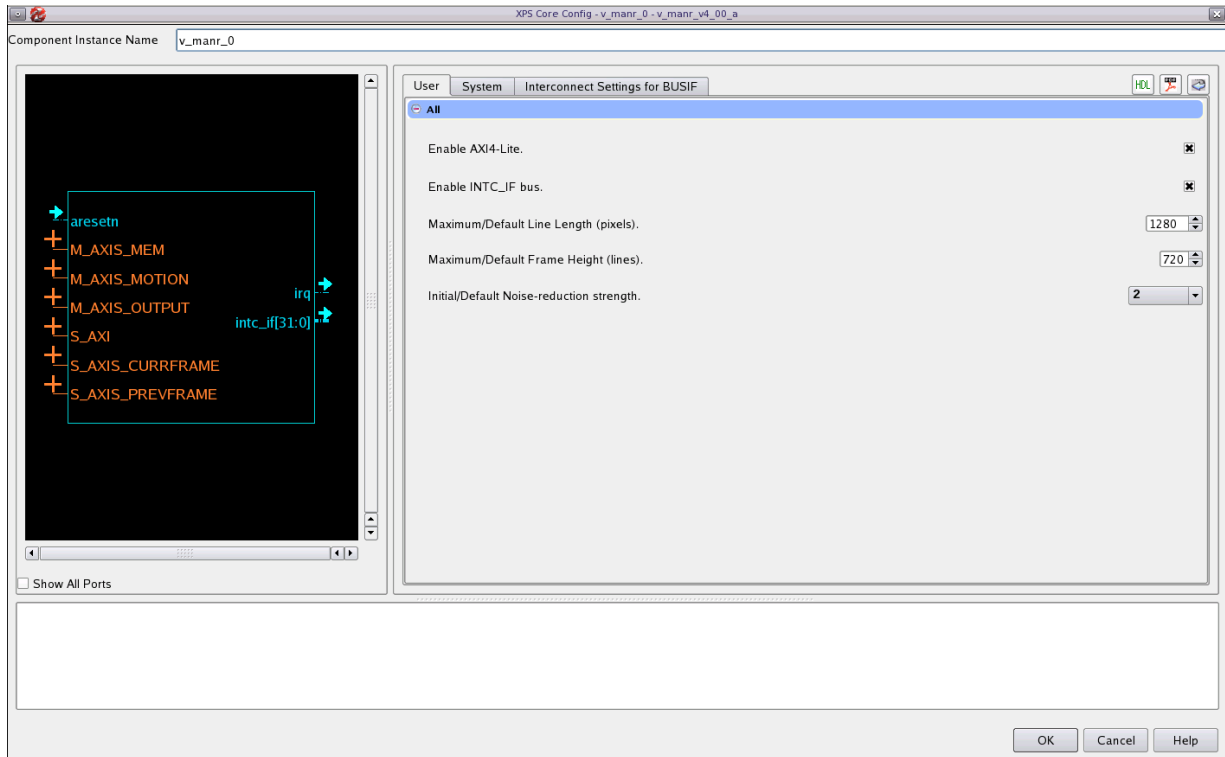 XPS Core Config - v_manr_0 - v_manr_v4_00_a
Component Instance Name v_manr_0
aresetn
M_AXIS_MEM
M_AXIS_MOTION
M_AXIS_OUTPUT
S_AXI
S_AXIS_CURRFRAME
S_AXIS_PREVFRAME
irq
intc_if[31:0]
Show All Ports
User System Interconnect Settings for BUSIF
HDL
All
Enable AXI4-Lite.
Enable INTC_IF bus.
Maximum/Default Line Length (pixels). 1280
Maximum/Default Frame Height (lines). 720
Initial/Default Noise-reduction strength. 2
OK Cancel Help